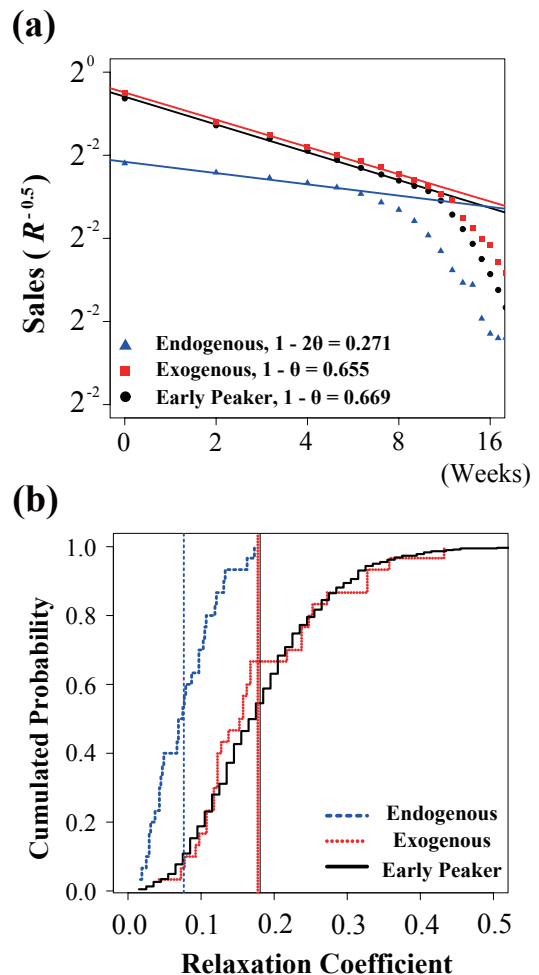 (a)
2^0
2^-2
2^-2
2^-2
2^-2
Sales ( R^-0.5)
Endogenous, 1 - 2θ = 0.271
Exogenous, 1 - θ = 0.655
Early Peaker, 1 - θ = 0.669
0 2 4 8 16
(Weeks)
(b)
1.0
0.8
0.6
0.4
0.2
0.0
Cumulated Probability
Endogenous
Exogenous
Early Peaker
0.0 0.1 0.2 0.3 0.4 0.5
Relaxation Coefficient